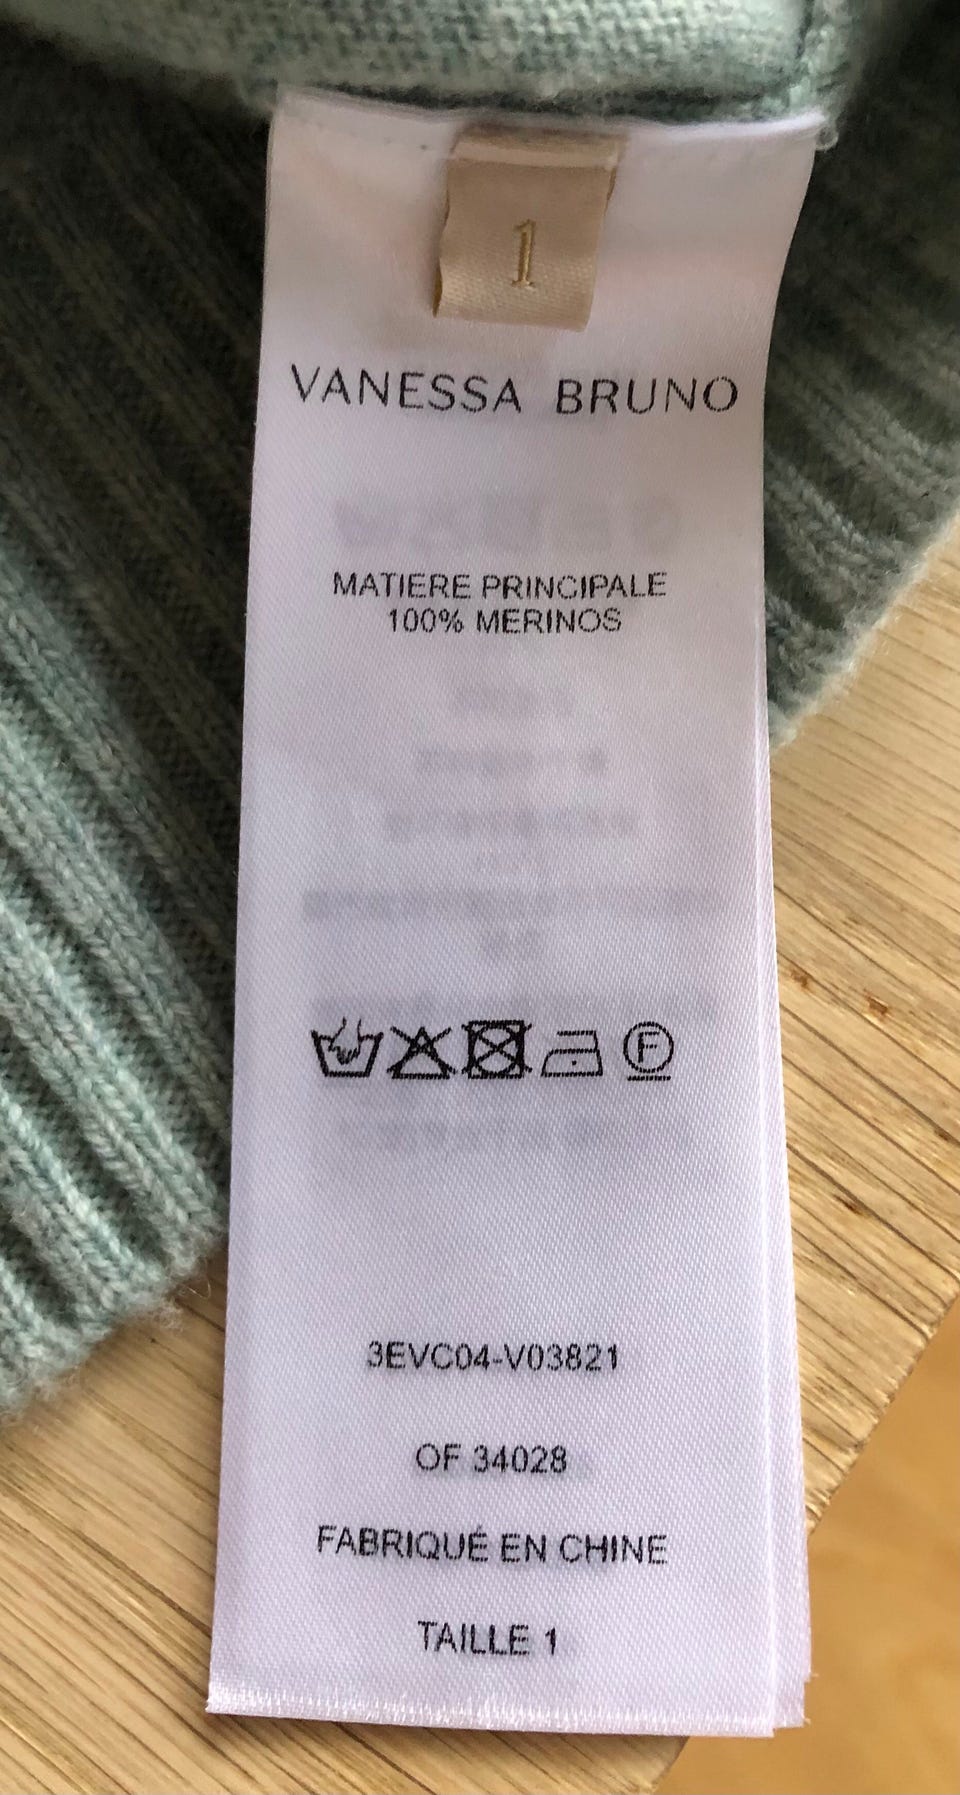 1
VANESSA BRUNO
MATIERE PRINCIPALE
100% MERINOS
F
3EVC04-V03821
OF 34028
FABRIQUÉ EN CHINE
TAILLE 1